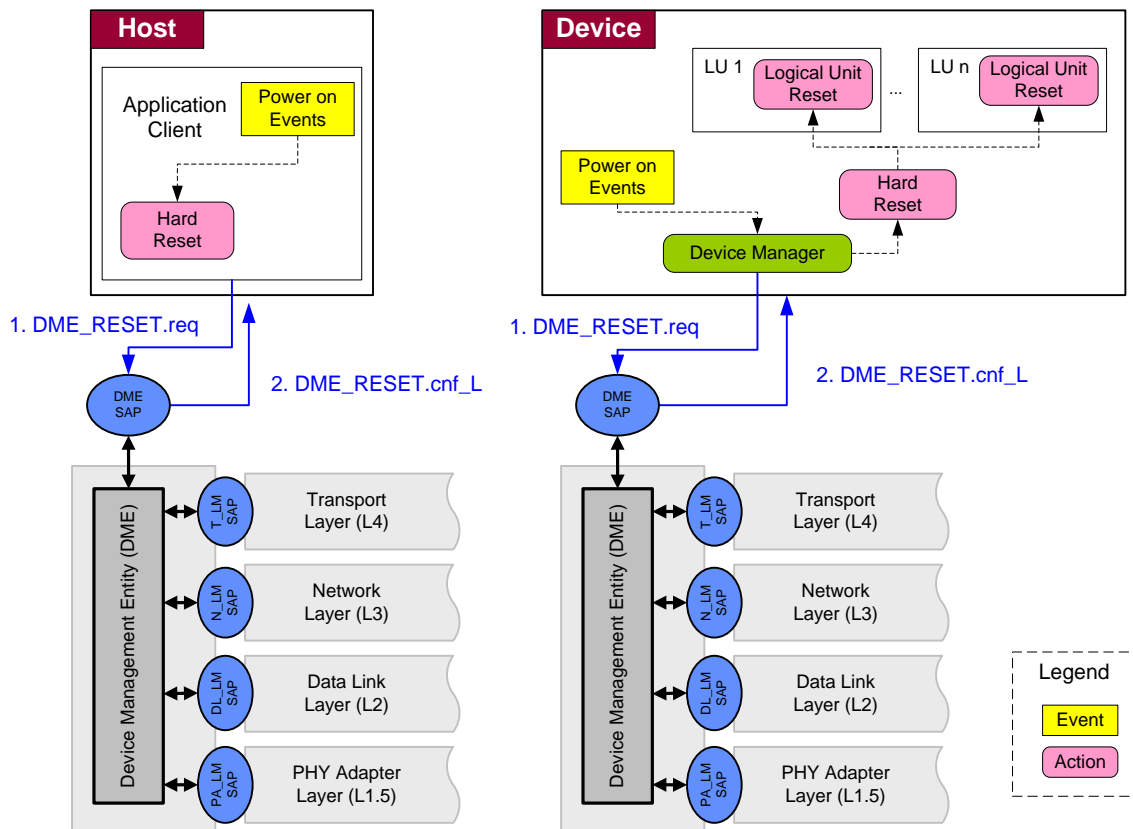 Host
Application
Client
Power on
Events
Hard
Reset
1. DME_RESET.req
2. DME_RESET.cnf_L
DME
SAP
Device Management Entity (DME)
T_LM
SAP
Transport
Layer (L4)
N_LM
SAP
Network
Layer (L3)
DL_LM
SAP
Data Link
Layer (L2)
PA_LM
SAP
PHY Adapter
Layer (L1.5)
Device
LU 1
Logical Unit
Reset
...
LU n
Logical Unit
Reset
Power on
Events
Hard
Reset
Device Manager
1. DME_RESET.req
2. DME_RESET.cnf_L
DME
SAP
Device Management Entity (DME)
T_LM
SAP
Transport
Layer (L4)
N_LM
SAP
Network
Layer (L3)
DL_LM
SAP
Data Link
Layer (L2)
PA_LM
SAP
PHY Adapter
Layer (L1.5)
Legend
Event
Action